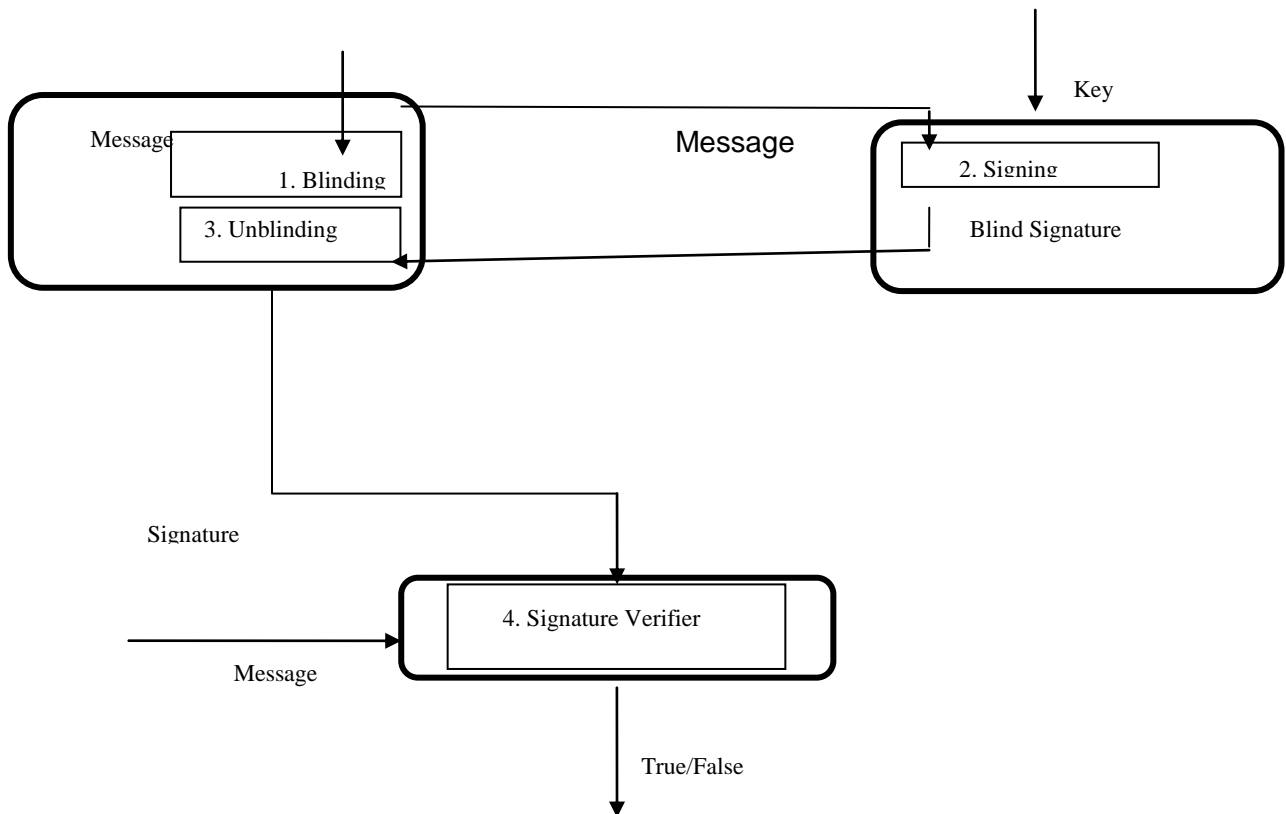 Key
Message
Message
1. Blinding
2. Signing
3. Unblinding
Blind Signature
Signature
4. Signature Verifier
Message
True/False